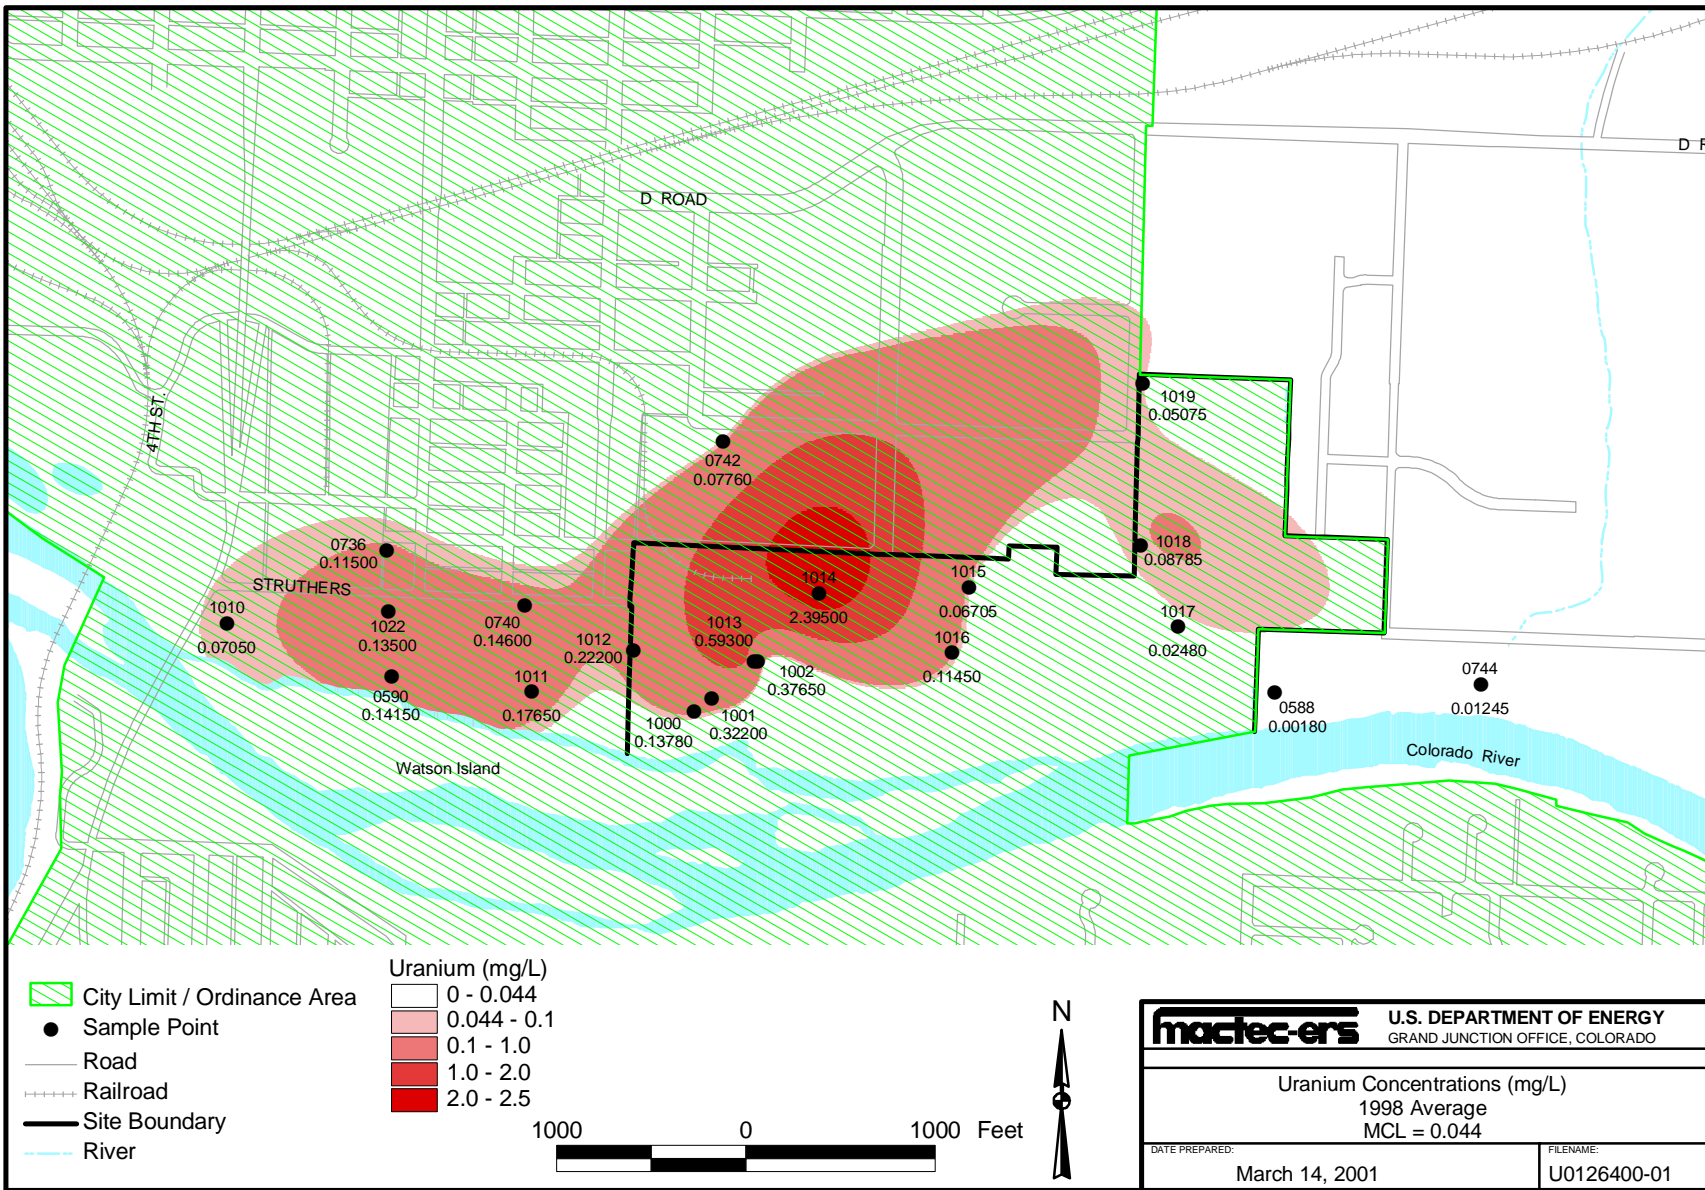 D ROAD
D R
4TH ST.
1019
0.05075
0742
0.07760
0736
0.11500
STRUTHERS
1018
0.08785
1010
0.07050
1022
0.13500
0740
0.14600
1012
0.22200
1013
0.59300
1014
2.39500
1015
0.06705
1016
0.11450
1017
0.02480
0590
0.14150
1011
0.17650
1002
0.37650
1000
0.13780
1001
0.32200
0744
0.01245
0588
0.00180
Watson Island
Colorado River
City Limit / Ordinance Area
Sample Point
Road
Railroad
Site Boundary
River
Uranium (mg/L)
0 - 0.044
0.044 - 0.1
0.1 - 1.0
1.0 - 2.0
2.0 - 2.5
1000 0 1000 Feet
N
mactec-ers
U.S. DEPARTMENT OF ENERGY
GRAND JUNCTION OFFICE, COLORADO
Uranium Concentrations (mg/L)
1998 Average
MCL = 0.044
DATE PREPARED:
March 14, 2001
FILENAME:
U0126400-01